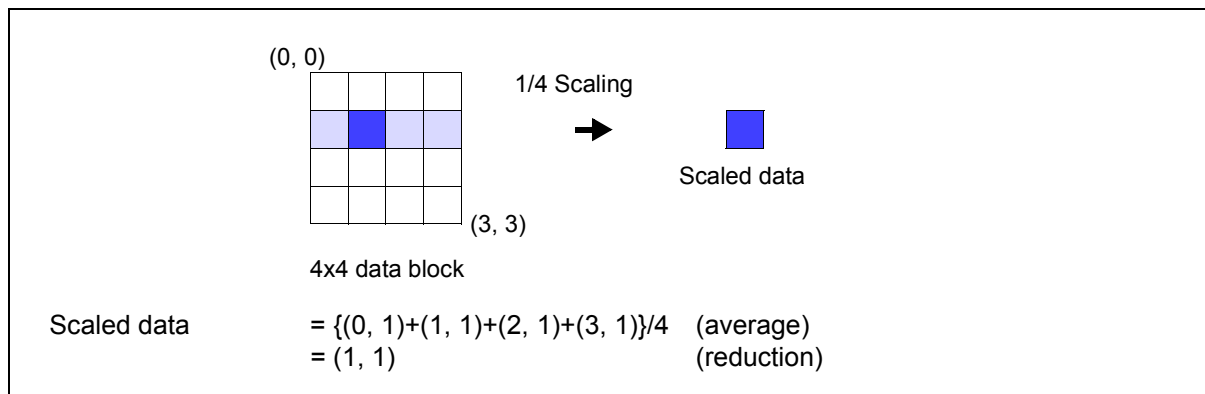 (0, 0)
1/4 Scaling
Scaled data
(3, 3)
4x4 data block
Scaled data = {(0, 1)+(1, 1)+(2, 1)+(3, 1)}/4 (average)
= (1, 1) (reduction)